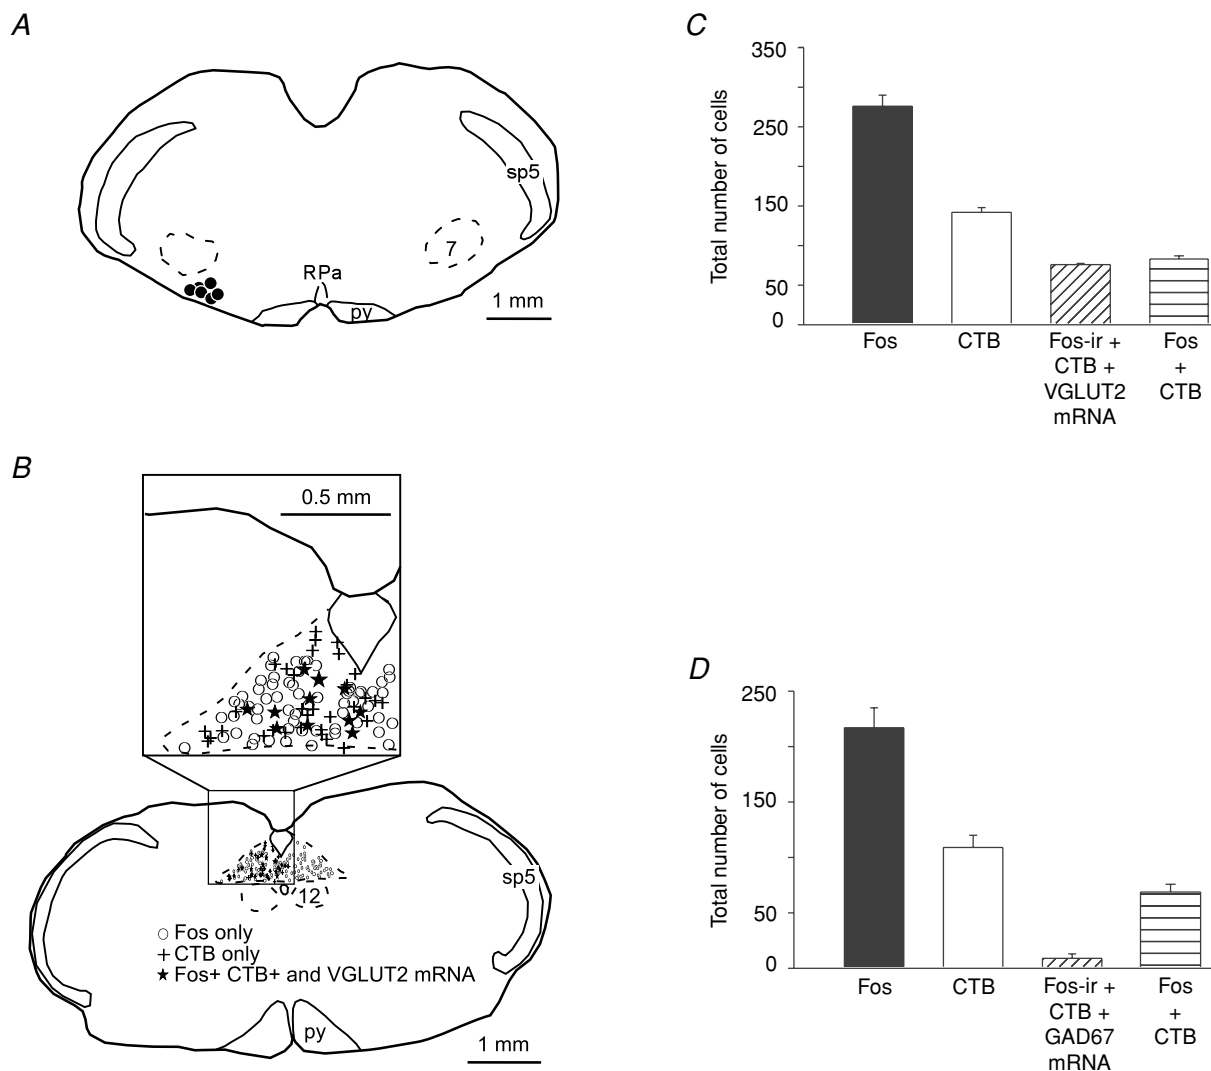 A
sp5
7
RPa
py
1 mm
B
0.5 mm
sp5
12
Fos only
CTB only
Fos+ CTB+ and VGLUT2 mRNA
py
1 mm
C
Total number of cells
350
250
150
50
0
Fos
CTB
Fos-ir +
CTB +
VGLUT2
mRNA
Fos
+
CTB
D
Total number of cells
250
150
50
0
Fos
CTB
Fos-ir +
CTB +
GAD67
mRNA
Fos
+
CTB